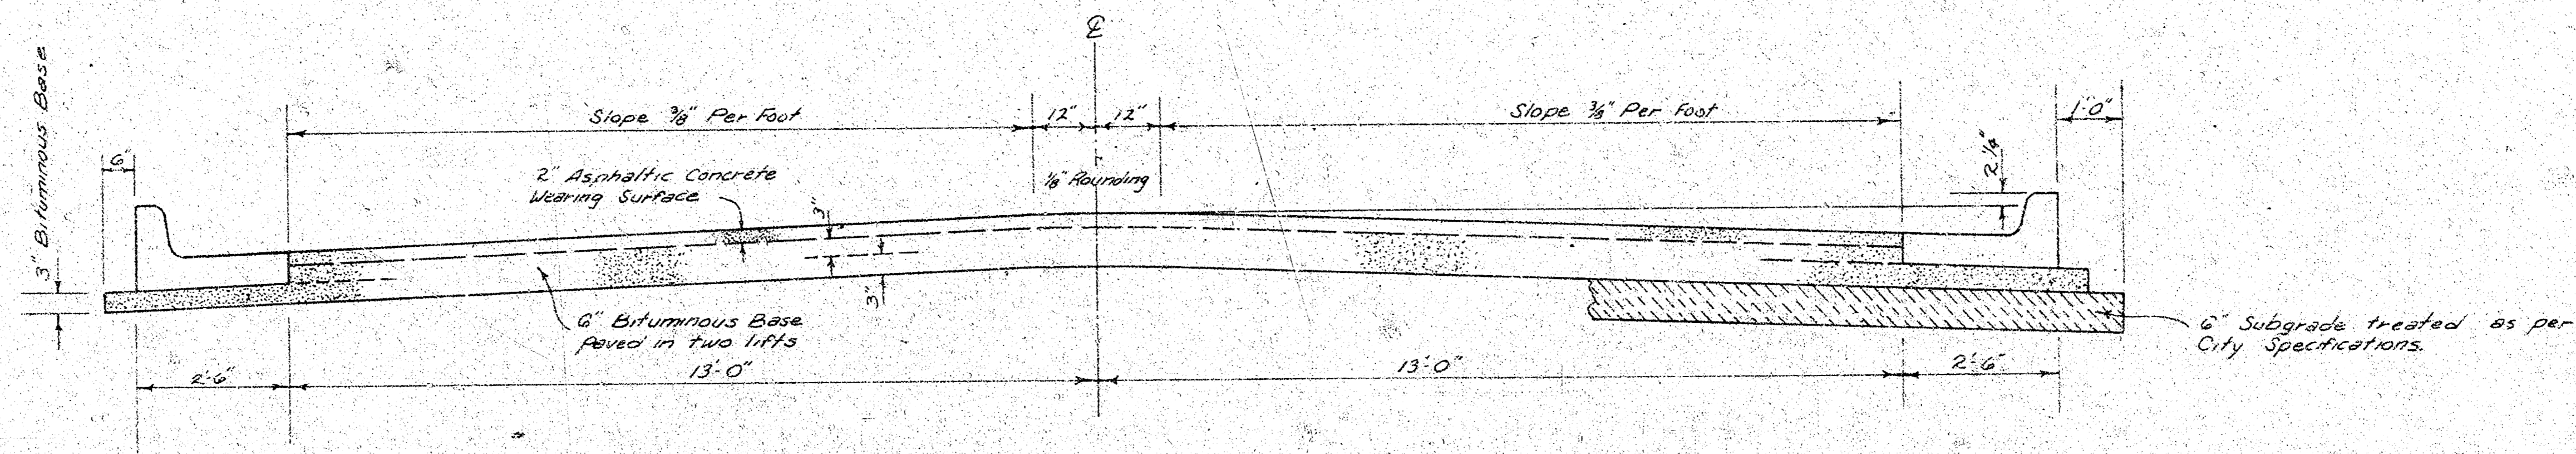 ℄
3" Bituminous Base
Slope 3/8" Per Foot
12"
12"
Slope 3/8" Per Foot
1'-0"
6"
2" Asphaltic Concrete
Wearing Surface
3"
1/8" Rounding
2 1/4"
3"
6" Bituminous Base
paved in two lifts
6" Subgrade treated as per
City Specifications.
2'-6"
13'-0"
13'-0"
2'-6"